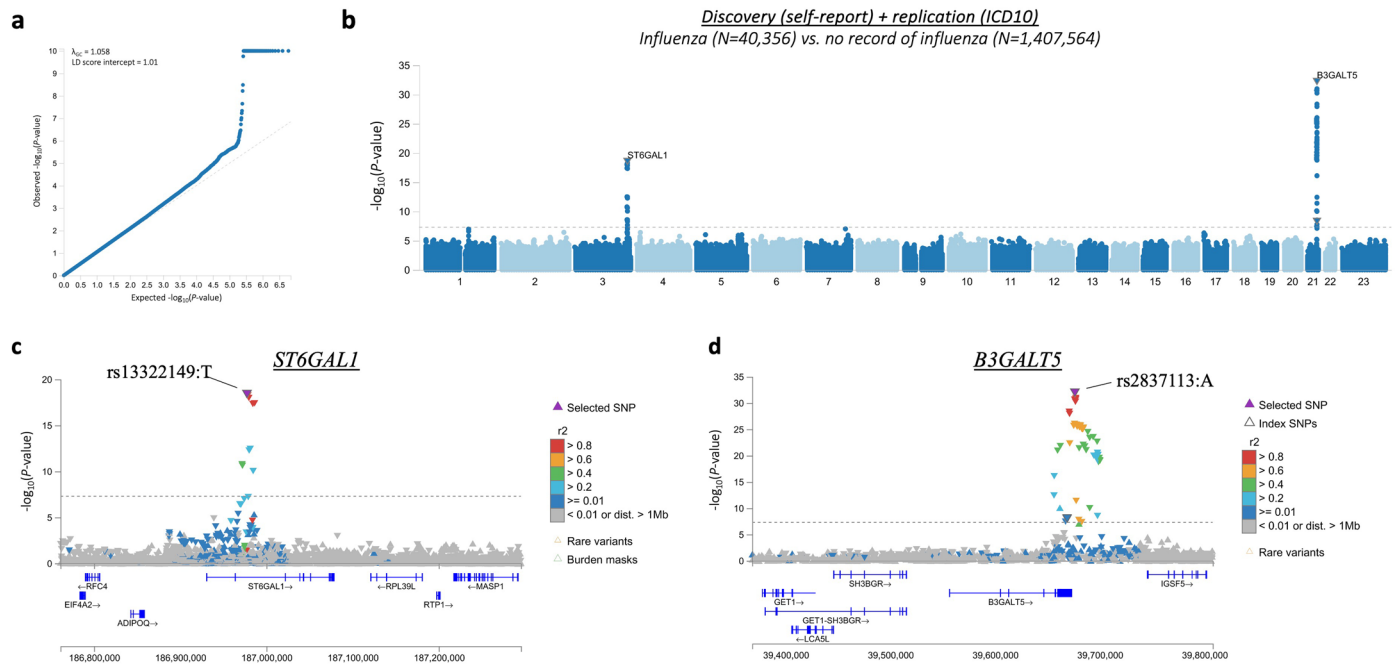 a
λGC = 1.058
LD score intercept = 1.01
Observed -log10(P-value)
10
9
8
7
6
5
4
3
2
1
0
0.0 0.5 1.0 1.5 2.0 2.5 3.0 3.5 4.0 4.5 5.0 5.5 6.0 6.5
Expected -log10(P-value)
b
Discovery (self-report) + replication (ICD10)
Influenza (N=40,356) vs. no record of influenza (N=1,407,564)
-log10(P-value)
35
30
25
20
15
10
5
0
ST6GAL1
B3GALT5
1 2 3 4 5 6 7 8 9 10 11 12 13 14 15 16 17 18 19 20 21 22 23
c
ST6GAL1
rs13322149:T
-log10(P-value)
20
15
10
5
0
Selected SNP
r2
> 0.8
> 0.6
> 0.4
> 0.2
>= 0.01
< 0.01 or dist. > 1Mb
Rare variants
Burden masks
←RFC4
ST6GAL1→
←RPL39L
←MASP1
EIF4A2→
RTP1→
ADIPOQ→
186,800,000 186,900,000 187,000,000 187,100,000 187,200,000
d
B3GALT5
rs2837113:A
-log10(P-value)
35
30
25
20
15
10
5
0
Selected SNP
Index SNPs
r2
> 0.8
> 0.6
> 0.4
> 0.2
>= 0.01
< 0.01 or dist. > 1Mb
Rare variants
SH3BGR→
IGSF5→
GET1→
B3GALT5→
GET1-SH3BGR→
←LCA5L
39,400,000 39,500,000 39,600,000 39,700,000 39,800,000